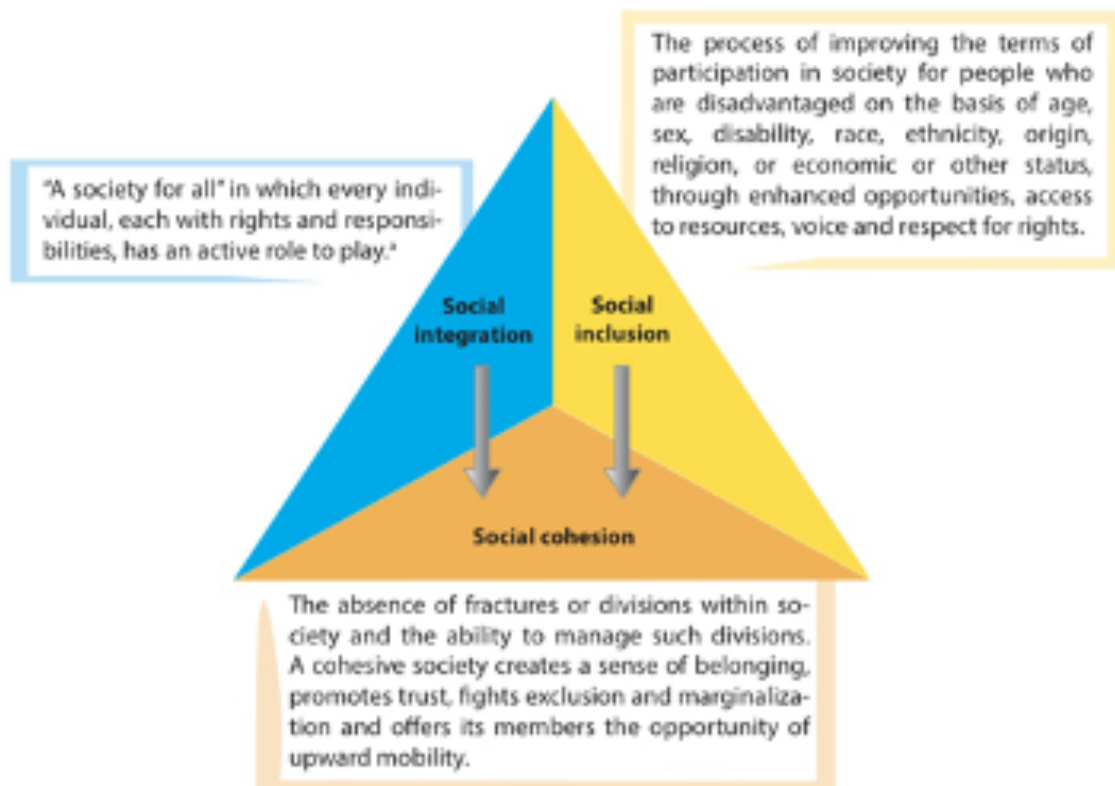 The process of improving the terms of
participation in society for people who
are disadvantaged on the basis of age,
sex, disability, race, ethnicity, origin,
religion, or economic or other status,
through enhanced opportunities, access
to resources, voice and respect for rights.
"A society for all" in which every indi-
vidual, each with rights and responsi-
bilities, has an active role to play.ᵃ
Social
integration
Social
inclusion
Social cohesion
The absence of fractures or divisions within so-
ciety and the ability to manage such divisions.
A cohesive society creates a sense of belonging,
promotes trust, fights exclusion and marginaliza-
tion and offers its members the opportunity of
upward mobility.